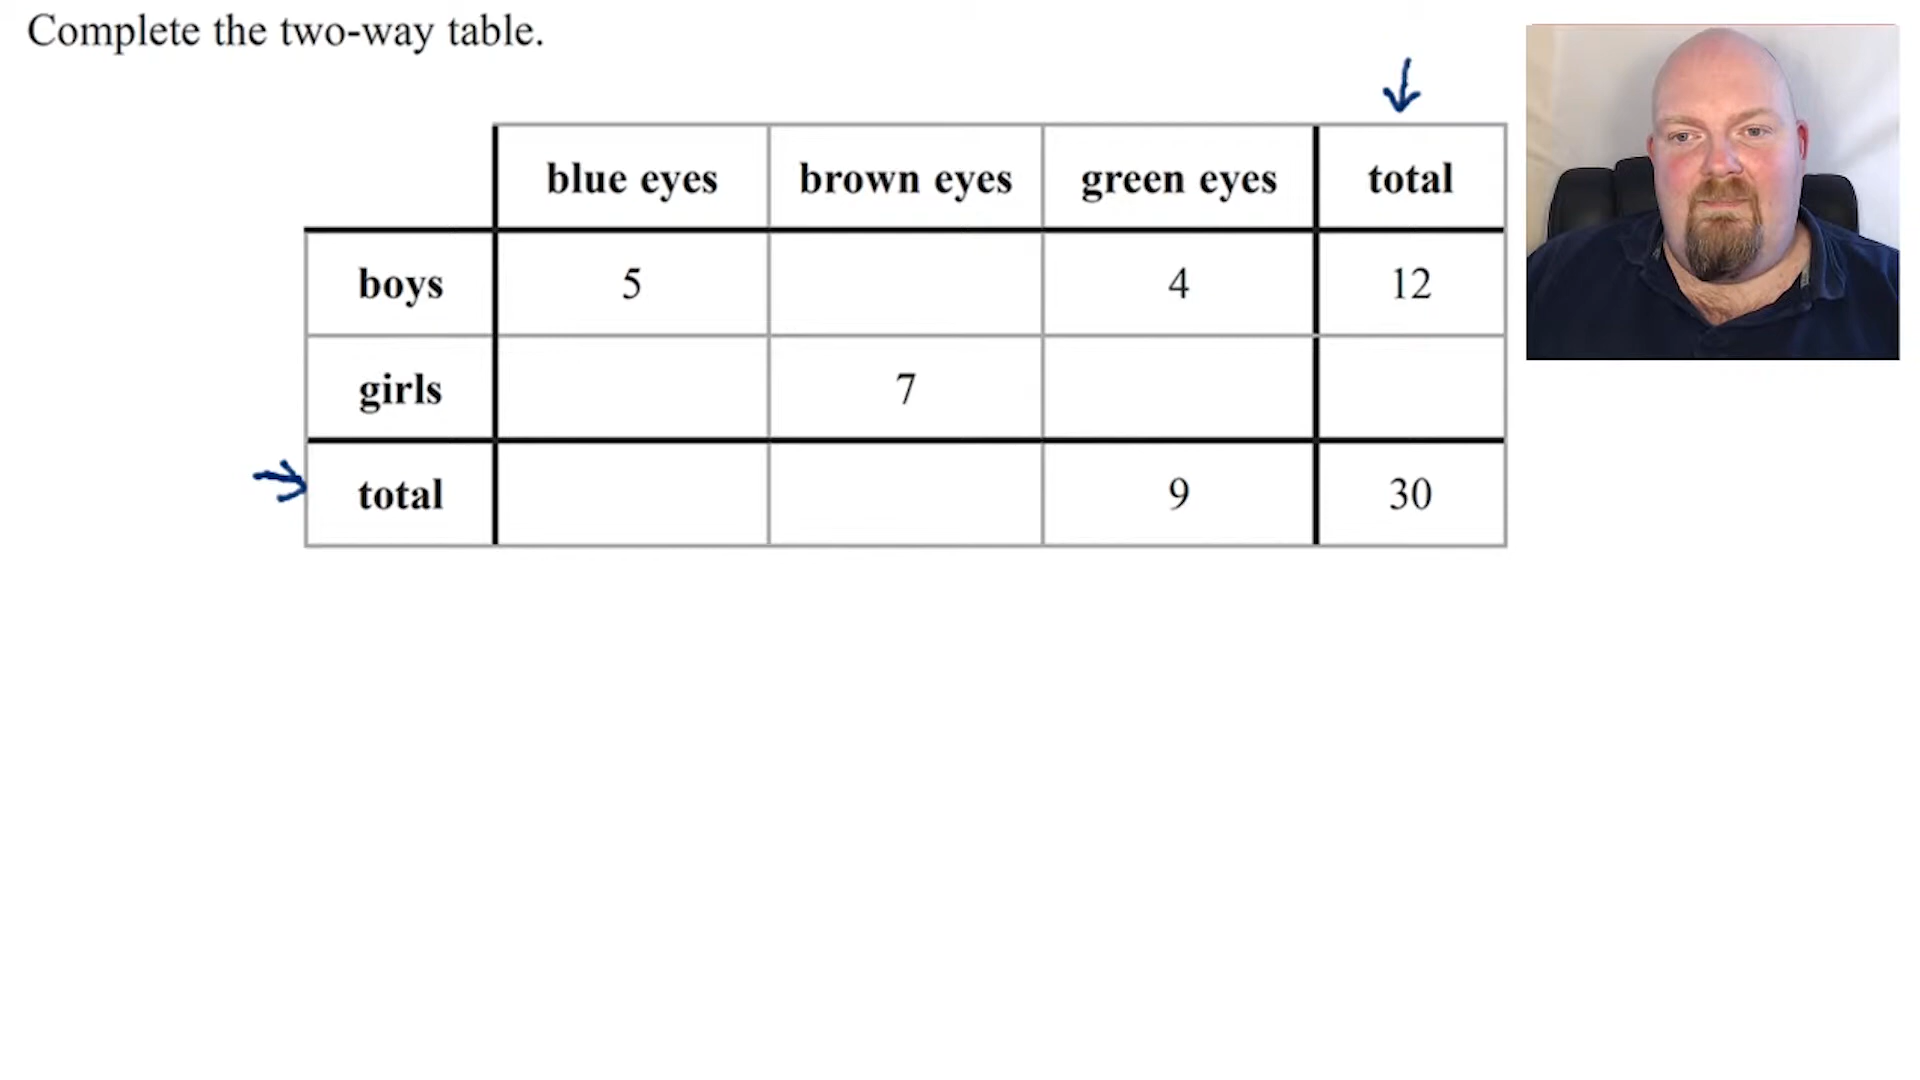 Complete the two-way table.
blue eyes brown eyes green eyes total
boys 5 4 12
girls 7
total 9 30